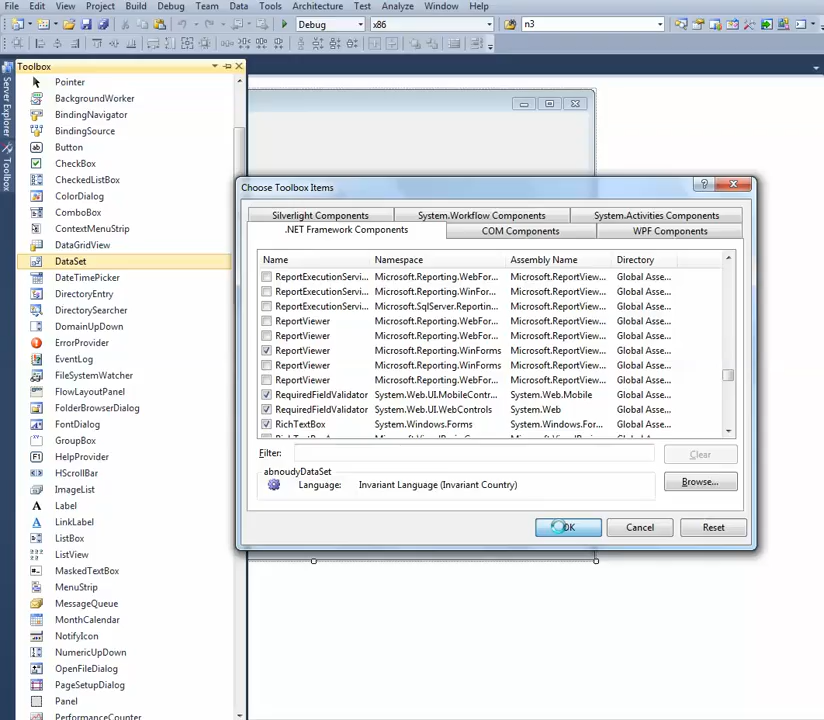 File Edit View Project Build Debug Team Data Tools Architecture Test Analyze Window Help
Debug x86 n3
Toolbox
Server Explorer
Toolbox
Pointer
BackgroundWorker
BindingNavigator
BindingSource
Button
CheckBox
CheckedListBox
ColorDialog
ComboBox
ContextMenuStrip
DataGridView
DataSet
DateTimePicker
DirectoryEntry
DirectorySearcher
DomainUpDown
ErrorProvider
EventLog
FileSystemWatcher
FlowLayoutPanel
FolderBrowserDialog
FontDialog
GroupBox
HelpProvider
HScrollBar
ImageList
Label
LinkLabel
ListBox
ListView
MaskedTextBox
MenuStrip
MessageQueue
MonthCalendar
NotifyIcon
NumericUpDown
OpenFileDialog
PageSetupDialog
Panel
PerformanceCounter
Choose Toolbox Items
Silverlight Components System.Workflow Components System.Activities Components
.NET Framework Components COM Components WPF Components
Name Namespace Assembly Name Directory
ReportExecutionServi... Microsoft.Reporting.WebFor... Microsoft.ReportView... Global Asse...
ReportExecutionServi... Microsoft.Reporting.WinFor... Microsoft.ReportView... Global Asse...
ReportExecutionServi... Microsoft.SqlServer.Reportin... Microsoft.ReportView... Global Asse...
ReportViewer Microsoft.Reporting.WebFor... Microsoft.ReportView... Global Asse...
ReportViewer Microsoft.Reporting.WebFor... Microsoft.ReportView... Global Asse...
ReportViewer Microsoft.Reporting.WinForms Microsoft.ReportView... Global Asse...
ReportViewer Microsoft.Reporting.WinForms Microsoft.ReportView... Global Asse...
ReportViewer Microsoft.Reporting.WebFor... Microsoft.ReportView... Global Asse...
RequiredFieldValidator System.Web.UI.MobileContr... System.Web.Mobile Global Asse...
RequiredFieldValidator System.Web.UI.WebControls System.Web Global Asse...
RichTextBox System.Windows.Forms System.Windows.For... Global Asse...
Filter: Clear
abnoudyDataSet
Language: Invariant Language (Invariant Country)
Browse...
OK Cancel Reset